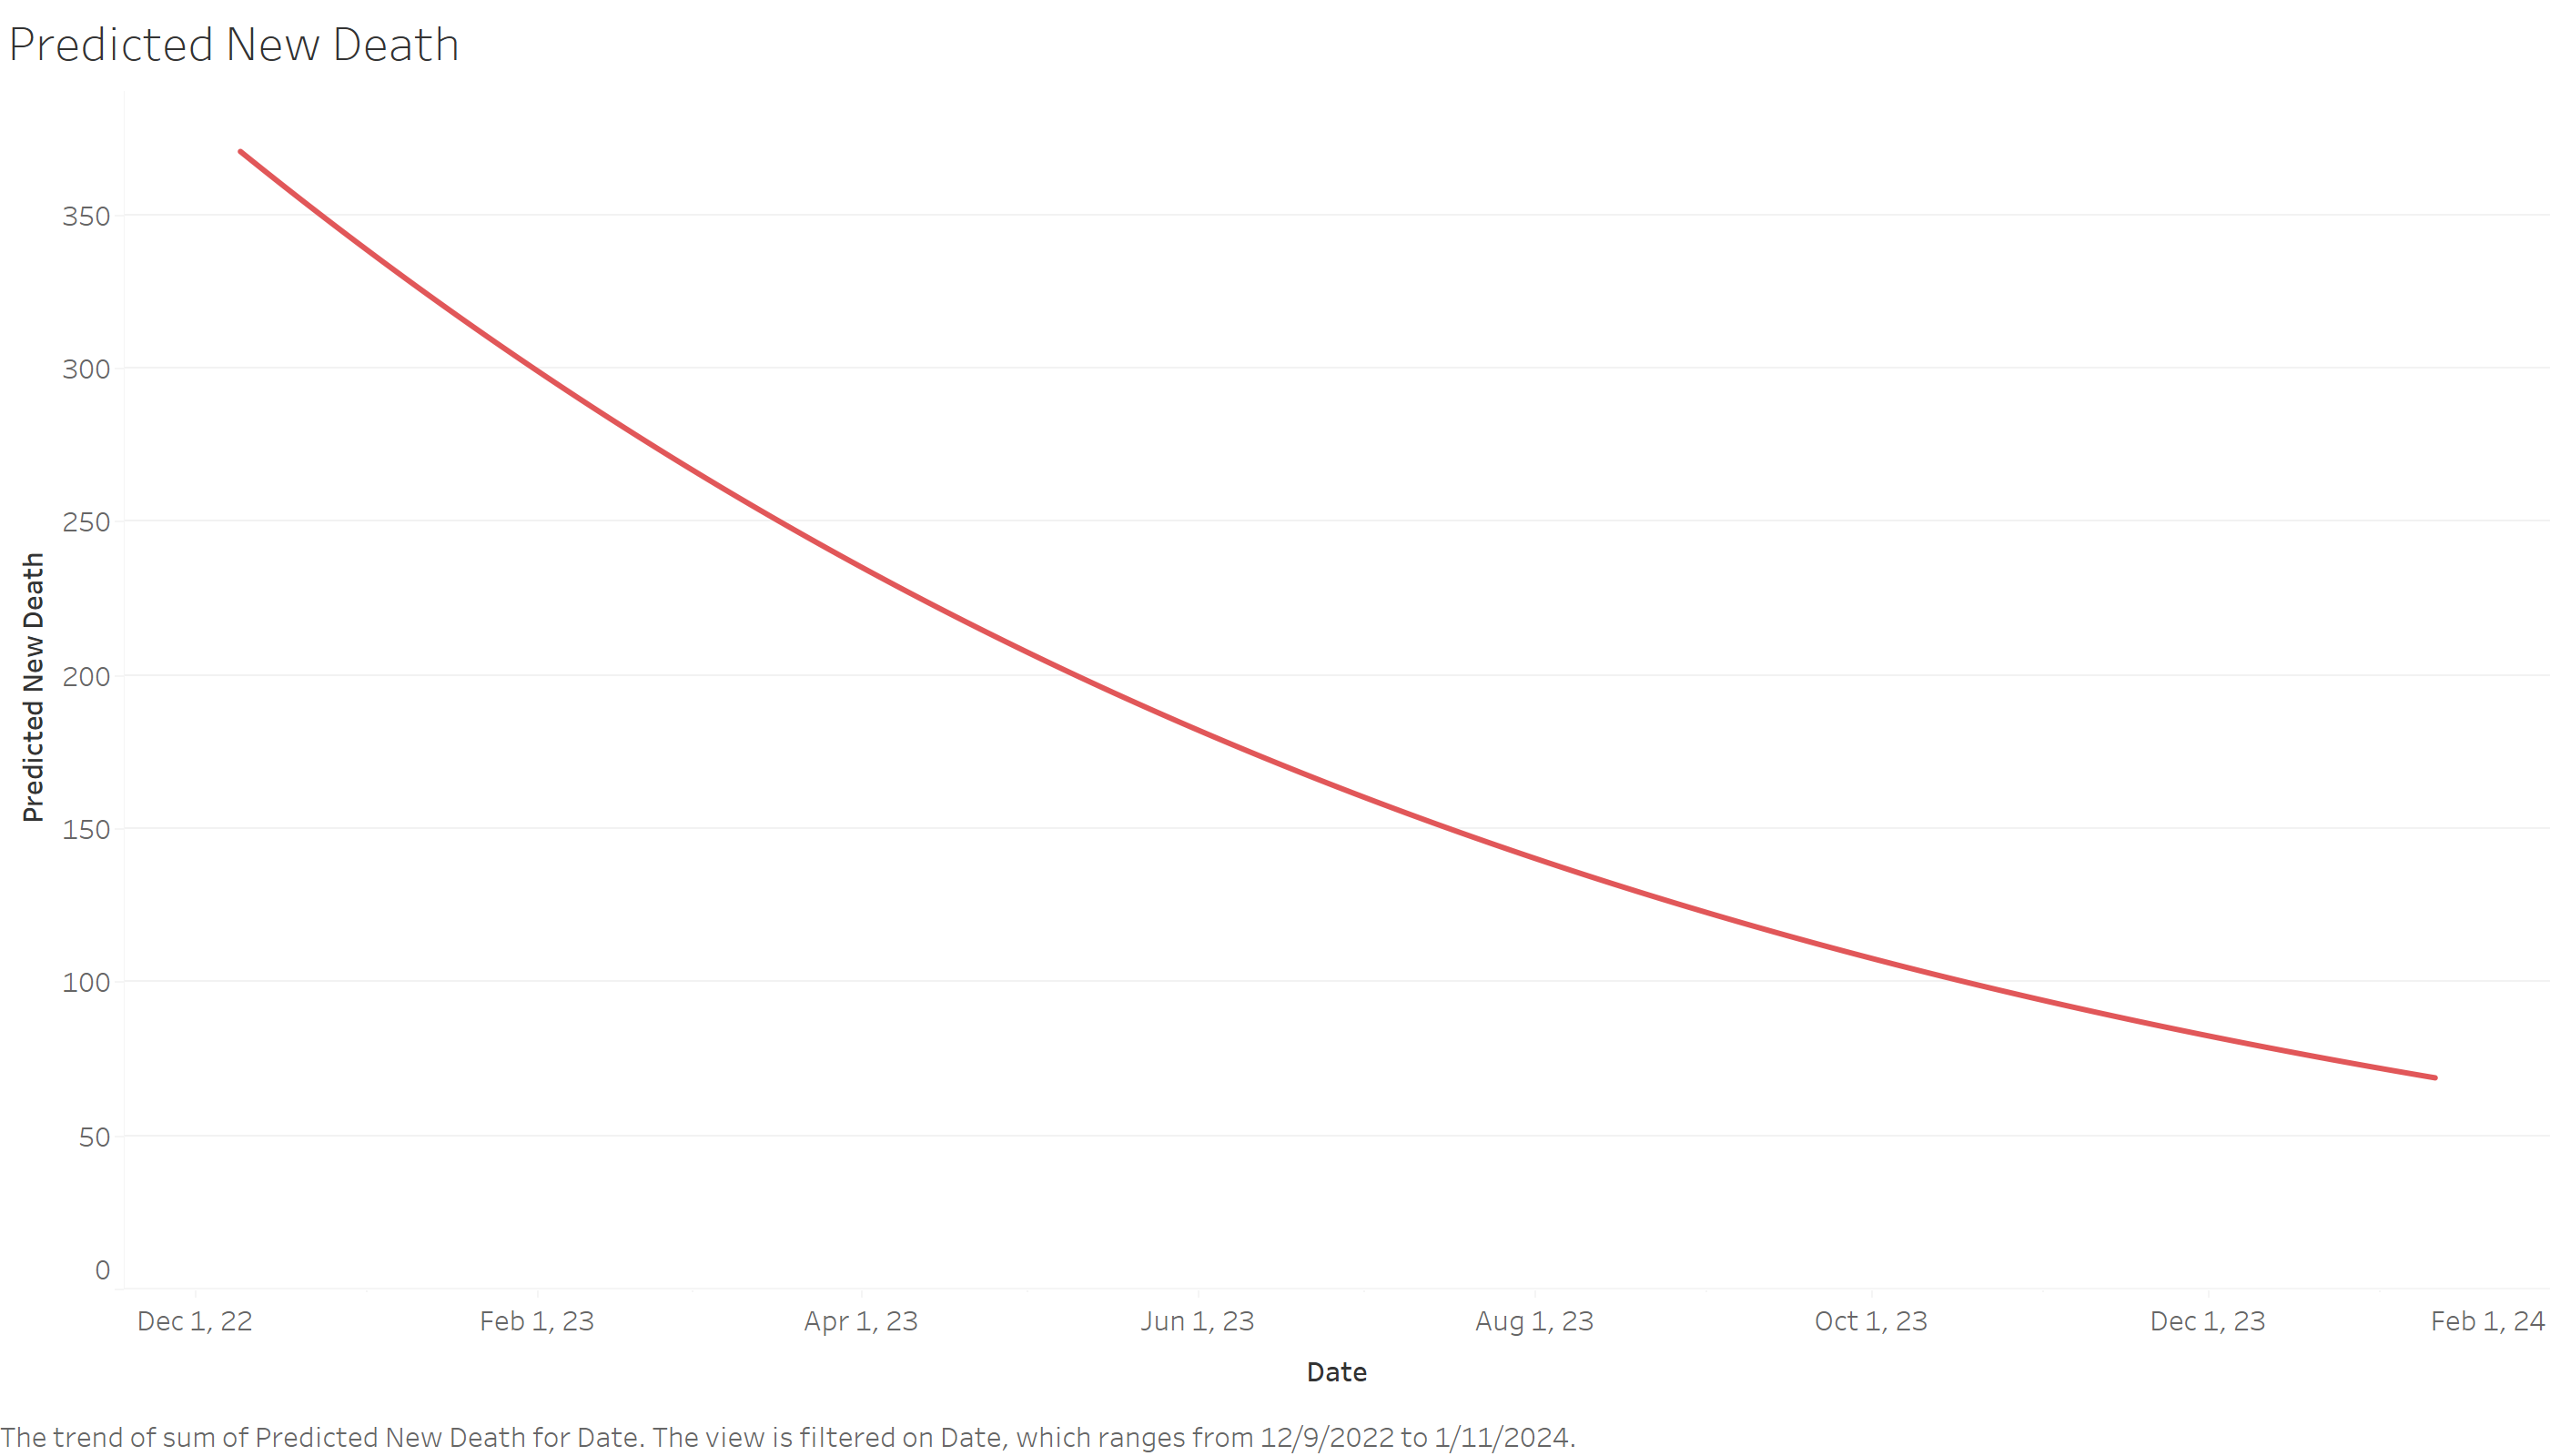 Predicted New Death
Predicted New Death
350
300
250
200
150
100
50
0
Dec 1, 22 Feb 1, 23 Apr 1, 23 Jun 1, 23 Aug 1, 23 Oct 1, 23 Dec 1, 23 Feb 1, 24
Date
The trend of sum of Predicted New Death for Date. The view is filtered on Date, which ranges from 12/9/2022 to 1/11/2024.